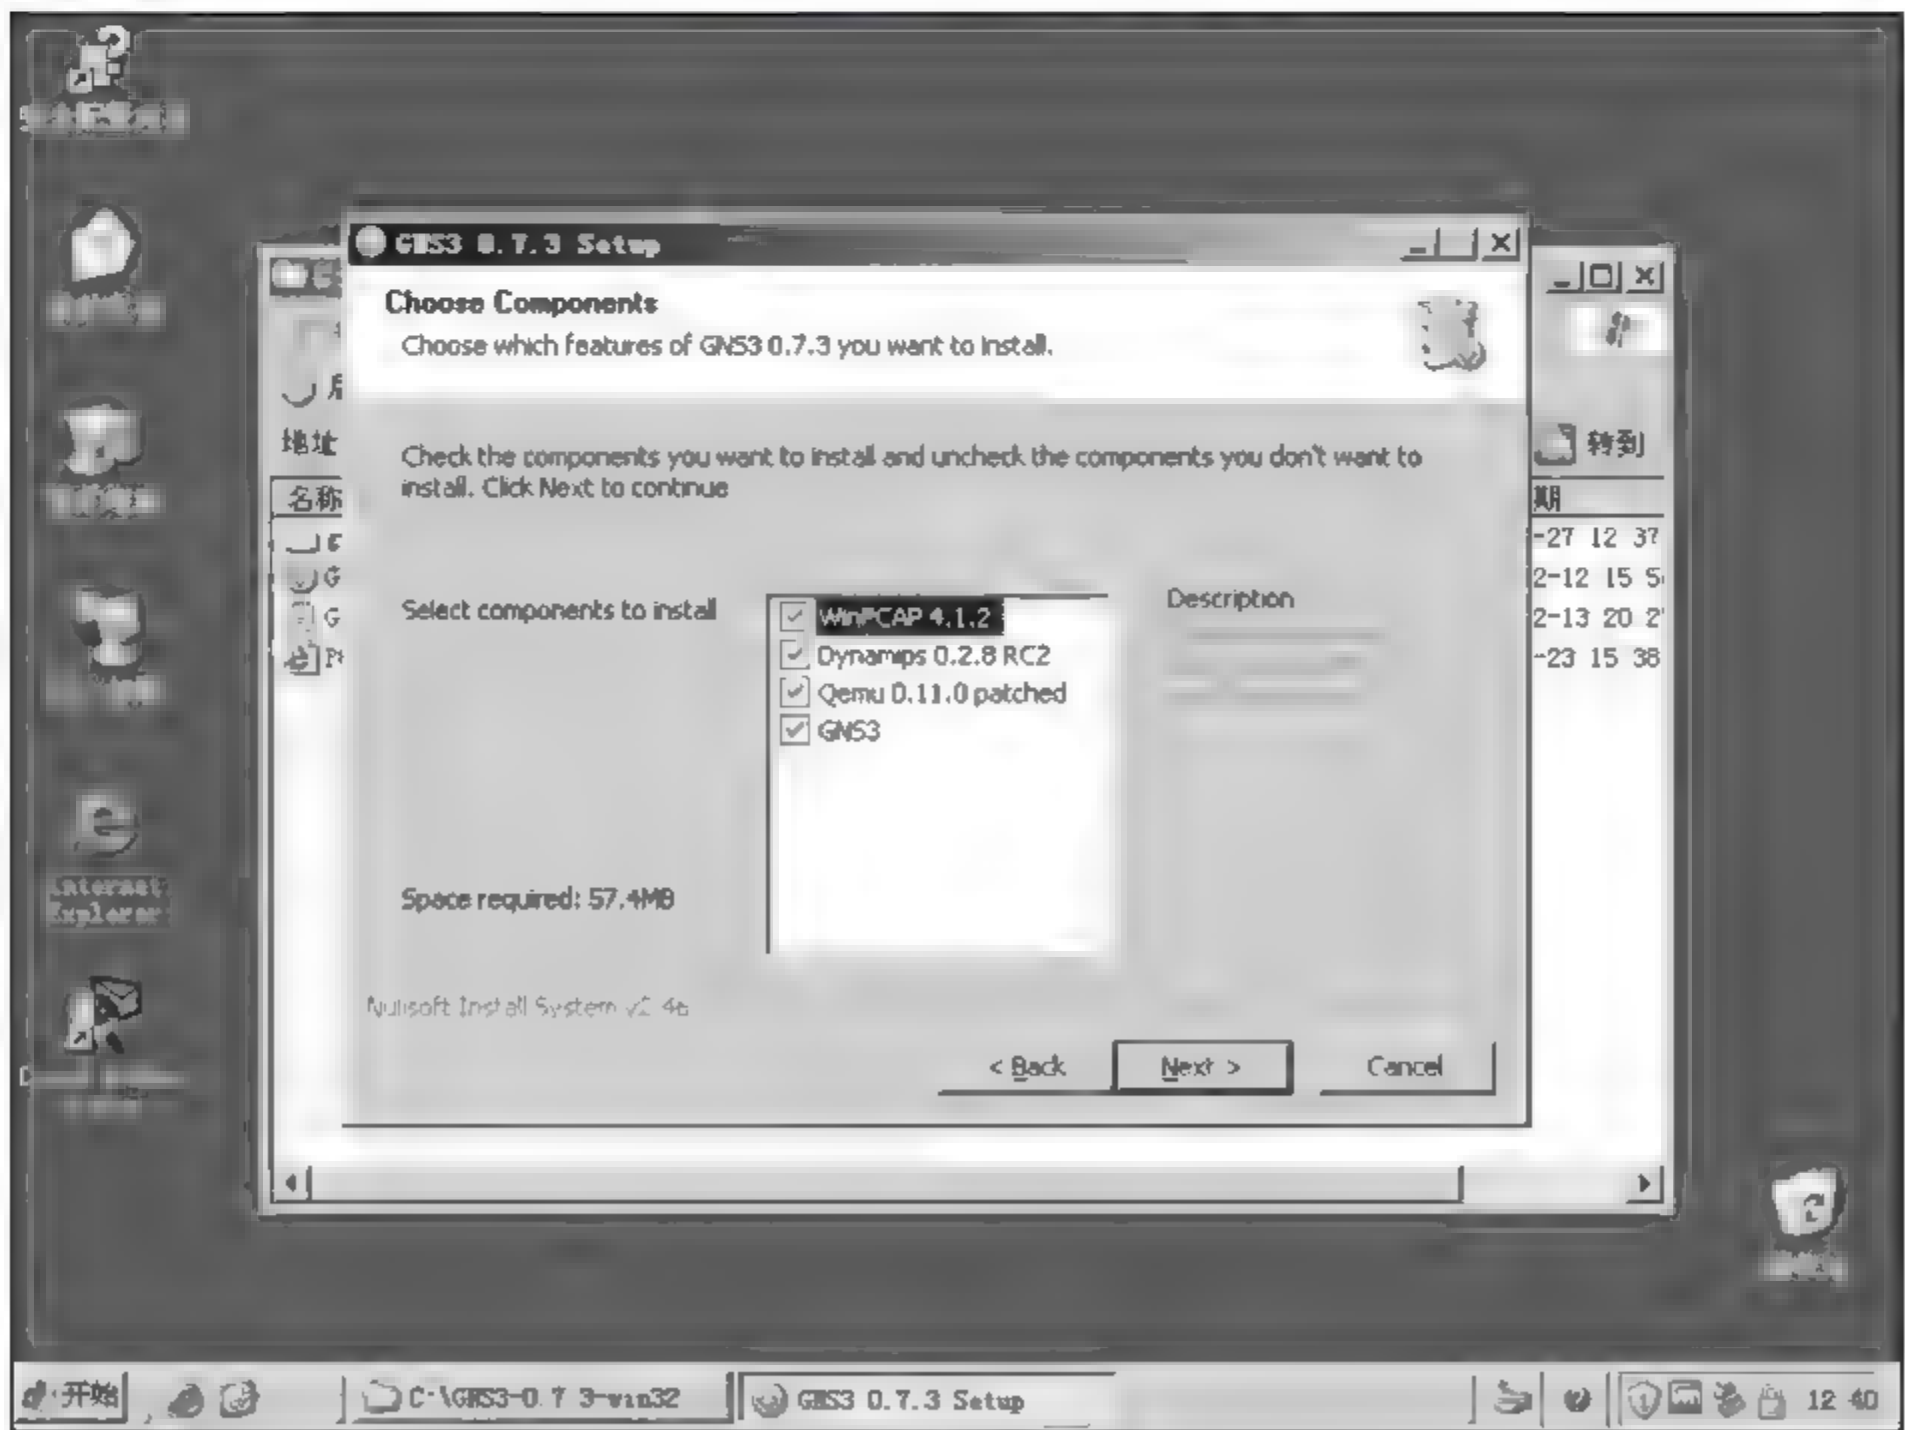 GNS3 0.7.3 Setup
Choose Components
Choose which features of GNS3 0.7.3 you want to install.
地址
转到
Check the components you want to install and uncheck the components you don't want to
install. Click Next to continue
名称
期
-27 12 37
2-12 15 5
2-13 20 2
-23 15 38
Select components to install
WinPCAP 4.1.2
Dynamips 0.2.8 RC2
Qemu 0.11.0 patched
GNS3
Description
Space required: 57.4MB
Internet
Explorer
Nullsoft Install System v2.46
< Back
Next >
Cancel
开始
C:\GNS3-0.7.3-win32
GNS3 0.7.3 Setup
12:40